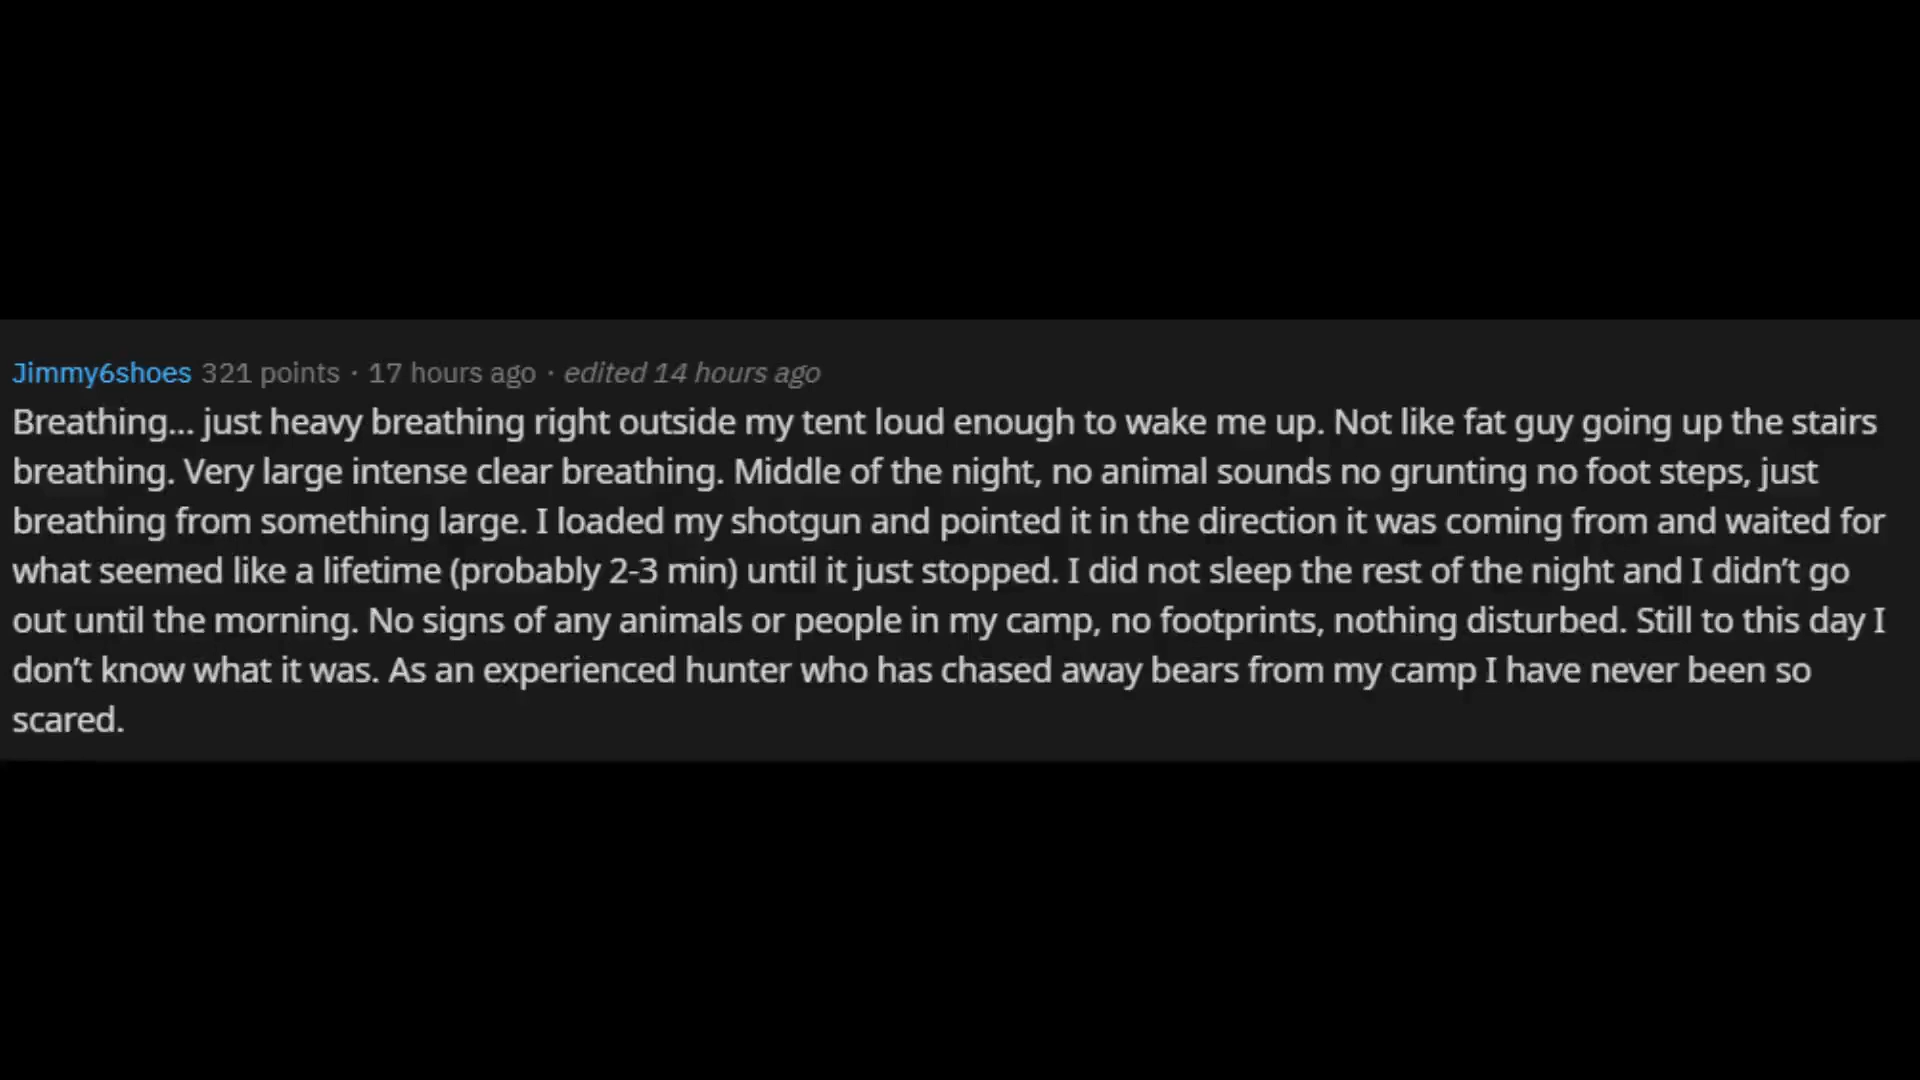 Jimmy6shoes 321 points · 17 hours ago · edited 14 hours ago
Breathing... just heavy breathing right outside my tent loud enough to wake me up. Not like fat guy going up the stairs
breathing. Very large intense clear breathing. Middle of the night, no animal sounds no grunting no foot steps, just
breathing from something large. I loaded my shotgun and pointed it in the direction it was coming from and waited for
what seemed like a lifetime (probably 2-3 min) until it just stopped. I did not sleep the rest of the night and I didn’t go
out until the morning. No signs of any animals or people in my camp, no footprints, nothing disturbed. Still to this day I
don’t know what it was. As an experienced hunter who has chased away bears from my camp I have never been so
scared.